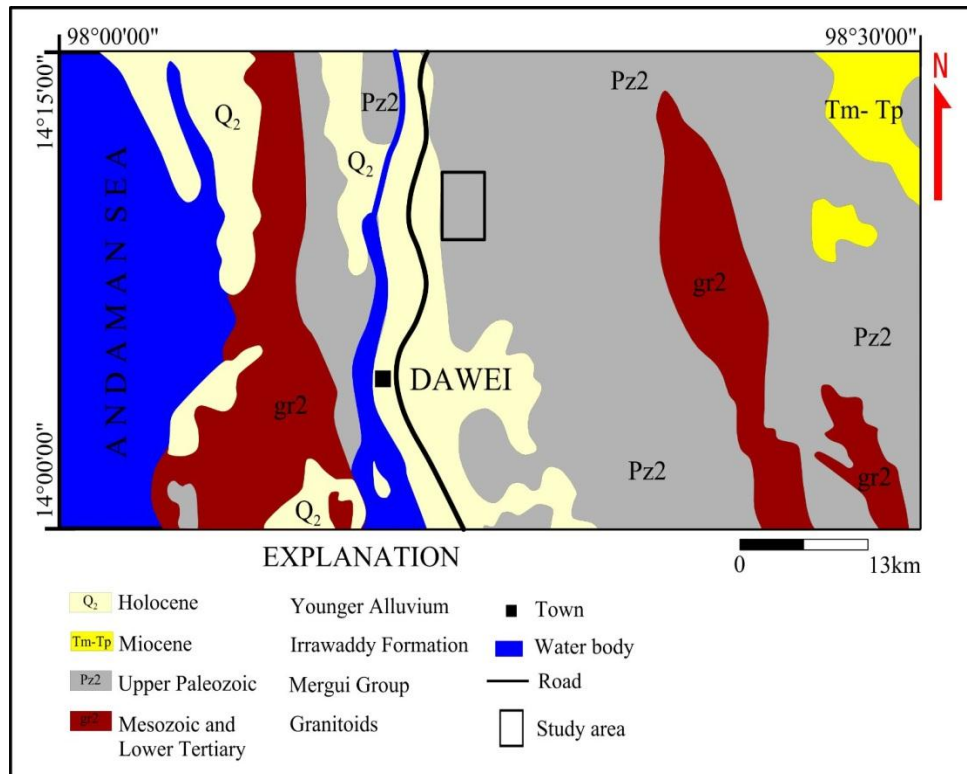 98°00'00"
98°30'00"
N
14°15'00"
14°00'00"
ANDAMAN SEA
Q2
Pz2
Q2
Pz2
Tm- Tp
gr2
Pz2
DAWEI
gr2
Pz2
gr2
Q2
EXPLANATION
0 13km
Q2 Holocene Younger Alluvium Town
Tm-Tp Miocene Irrawaddy Formation Water body
Pz2 Upper Paleozoic Mergui Group Road
gr2 Mesozoic and Granitoids Study area
Lower Tertiary